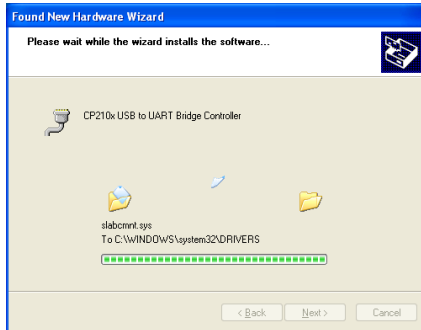 Found New Hardware Wizard
Please wait while the wizard installs the software...
CP210x USB to UART Bridge Controller
slabcmnt.sys
To C:\WINDOWS\system32\DRIVERS
< Back Next > Cancel